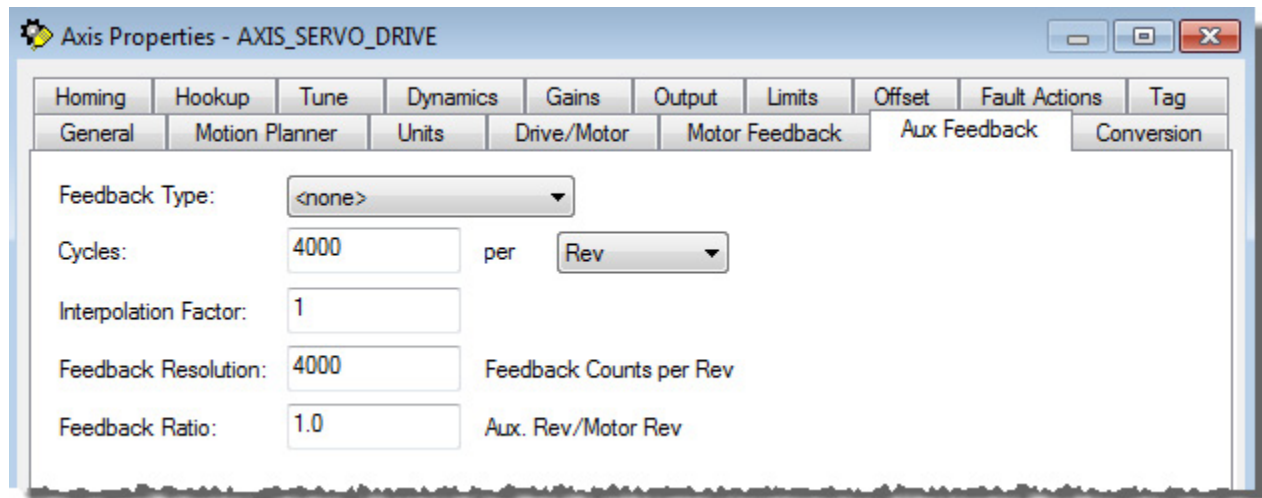 Axis Properties - AXIS_SERVO_DRIVE
Homing Hookup Tune Dynamics Gains Output Limits Offset Fault Actions Tag
General Motion Planner Units Drive/Motor Motor Feedback Aux Feedback Conversion
Feedback Type: <none>
Cycles: 4000 per Rev
Interpolation Factor: 1
Feedback Resolution: 4000 Feedback Counts per Rev
Feedback Ratio: 1.0 Aux. Rev/Motor Rev